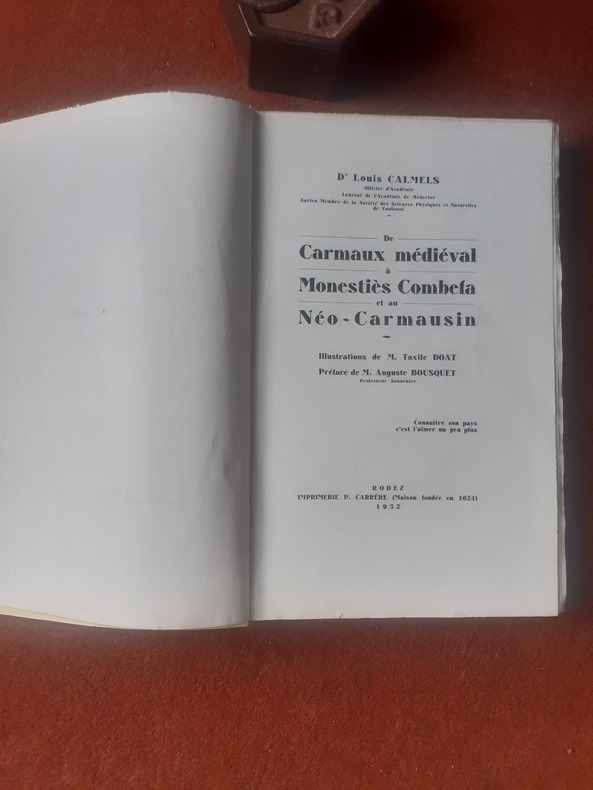 Dr Louis CALMELS
Officier d'Académie
Lauréat de l'Académie de Médecine
Ancien Membre de la Société des Sciences Physiques et Naturelles
de Toulouse
De
Carmaux médiéval
à
Monestiès Combefa
et au
Néo-Carmausin
Illustrations de M. Taxile DOAT
Préface de M. Auguste BOUSQUET
Professeur honoraire
Connaître son pays
c'est l'aimer un peu plus
RODEZ
IMPRIMERIE P. CARRÈRE (Maison fondée en 1624)
1932